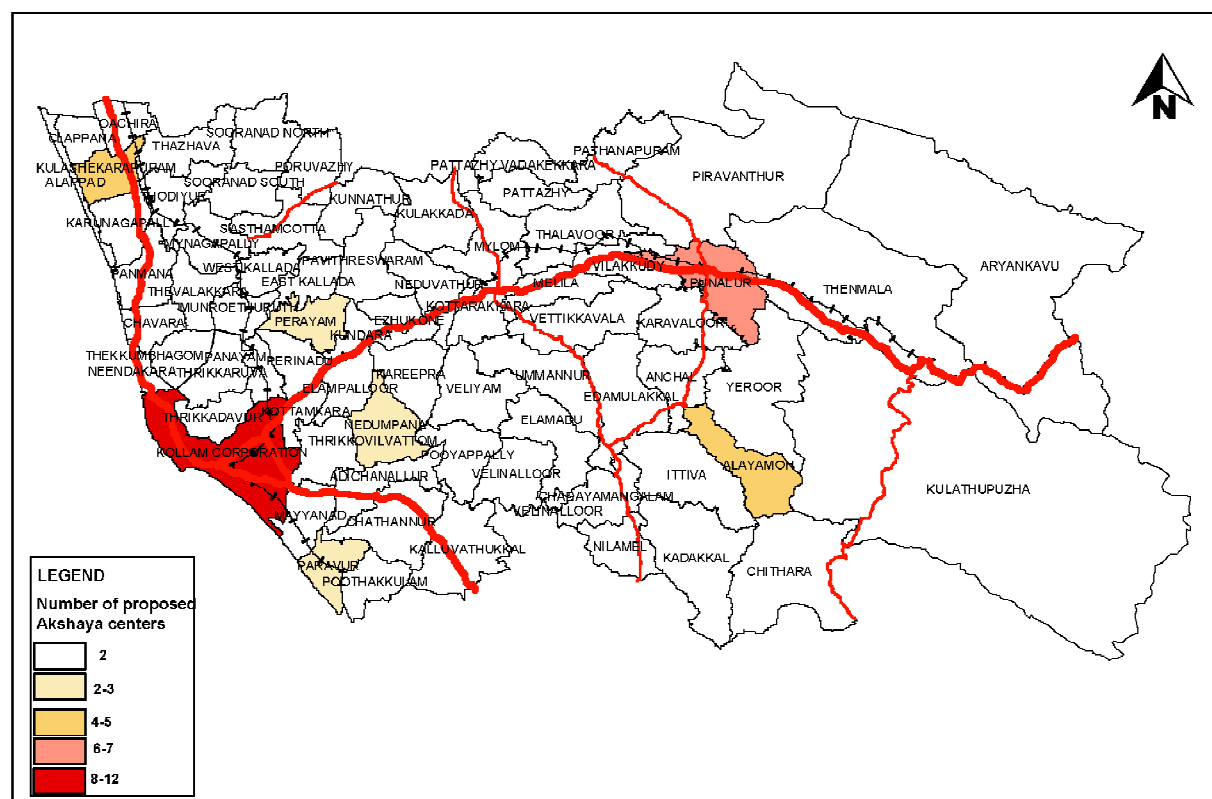 N
OACHIRA
CLAPPANA
SOORANAD NORTH
THAZHAVA
KULASHEKARAPURAM
PORUVAZHY
PATTAZHY VADAKEKKARA
PATHANAPURAM
ALAPPAD
SOORANAD SOUTH
PIRAVANTHUR
THODIYUR
KUNNATHUR
PATTAZHY
KARUNAGAPALLY
SASTHAMCOTTA
KULAKKADA
THALAVOOR
MYNAGAPALLY
MYLOM
PANMANA
WEST KALLADA
PAVITHRESWARAM
VILAKKUDY
ARYANKAVU
THEVALAKKARA
EAST KALLADA
NEDUVATHUR
MELILA
PUNALUR
THENMALA
MUNROETHURUTH
KOTTARAKKARA
CHAVARA
PERAYAM
EZHUKONE
VETTIKKAVALA
KARAVALOOR
KUNDARA
THEKKUMBHAGOM
PANAYAM
PERINADU
NEENDAKARA
THRIKKARUVA
KAREEPRA
UMMANNUR
ANCHAL
YEROOR
ELAMPALLOOR
VELIYAM
EDAMULAKKAL
THRIKKADAVUR
KOTTAMKARA
NEDUMPANA
ELAMADU
THRIKKOVILVATTOM
KOLLAM CORPORATION
POOYAPPALLY
ALAYAMON
ADICHANALLUR
VELINALLOOR
ITTIVA
KULATHUPUZHA
CHADAYAMANGALAM
MAYYANAD
CHATHANNUR
VELINALLOOR
KALLUVATHUKKAL
NILAMEL
KADAKKAL
PARAVUR
CHITHARA
POOTHAKKULAM
LEGEND
Number of proposed
Akshaya centers
2
2-3
4-5
6-7
8-12